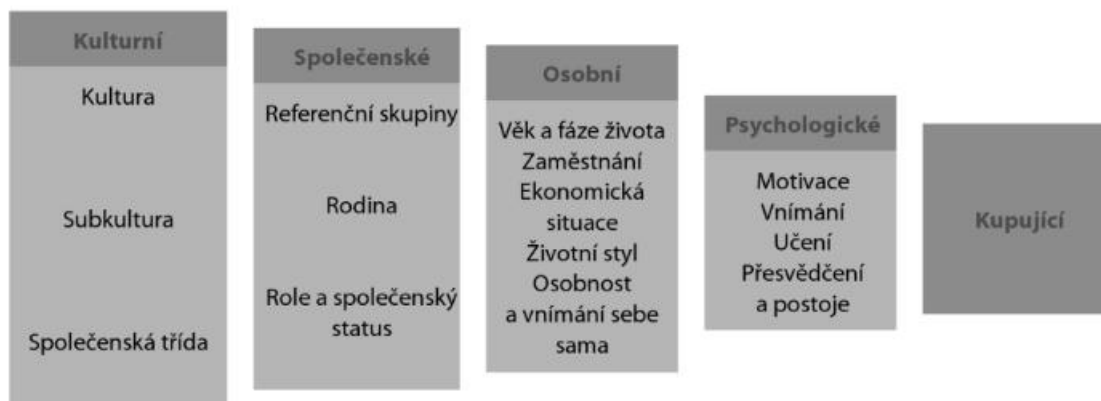 Kulturní
Kultura
Subkultura
Společenská třída
Společenské
Referenční skupiny
Rodina
Role a společenský
status
Osobní
Věk a fáze života
Zaměstnání
Ekonomická
situace
Životní styl
Osobnost
a vnímání sebe
sama
Psychologické
Motivace
Vnímání
Učení
Přesvědčení
a postoje
Kupující